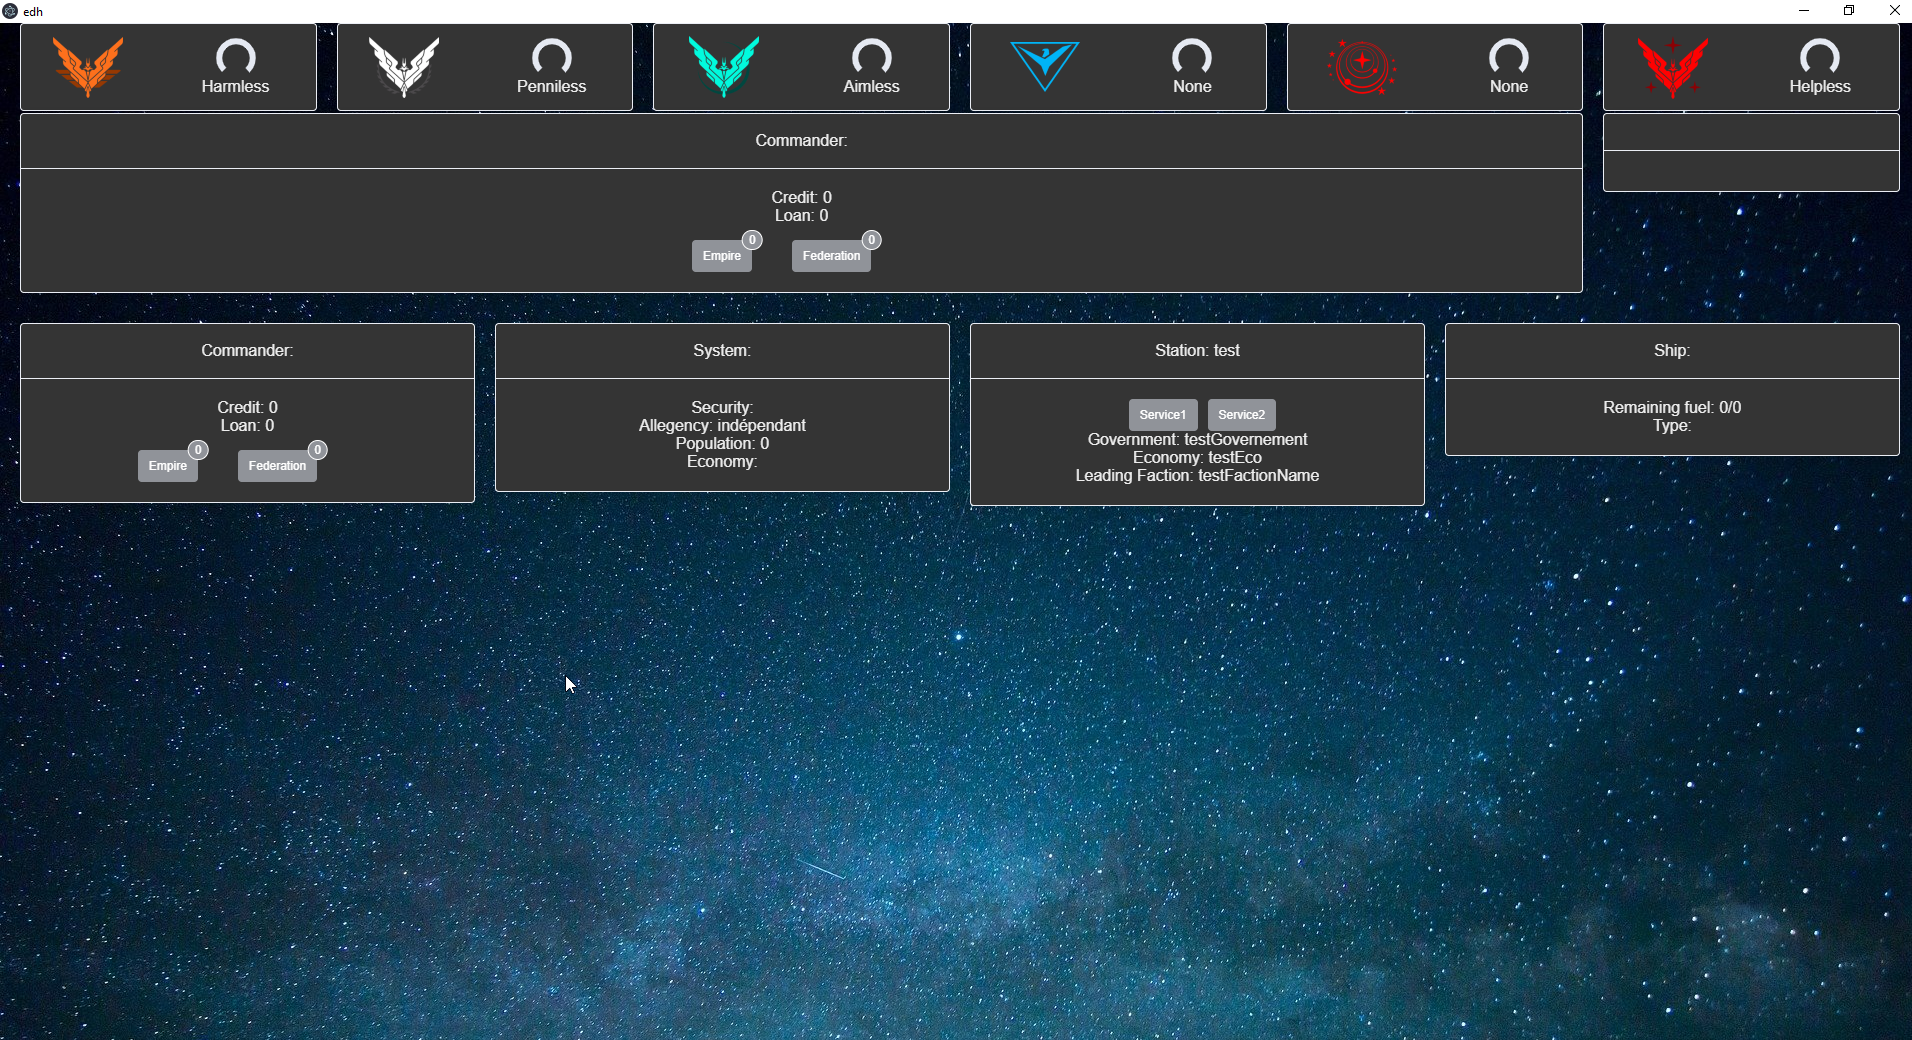 edh
Harmless
Penniless
Aimless
None
None
Helpless
Commander:
Credit: 0
Loan: 0
Empire 0
Federation 0
Commander:
Credit: 0
Loan: 0
Empire 0
Federation 0
System:
Security:
Allegency: indépendant
Population: 0
Economy:
Station: test
Service1 Service2
Government: testGovernement
Economy: testEco
Leading Faction: testFactionName
Ship:
Remaining fuel: 0/0
Type: